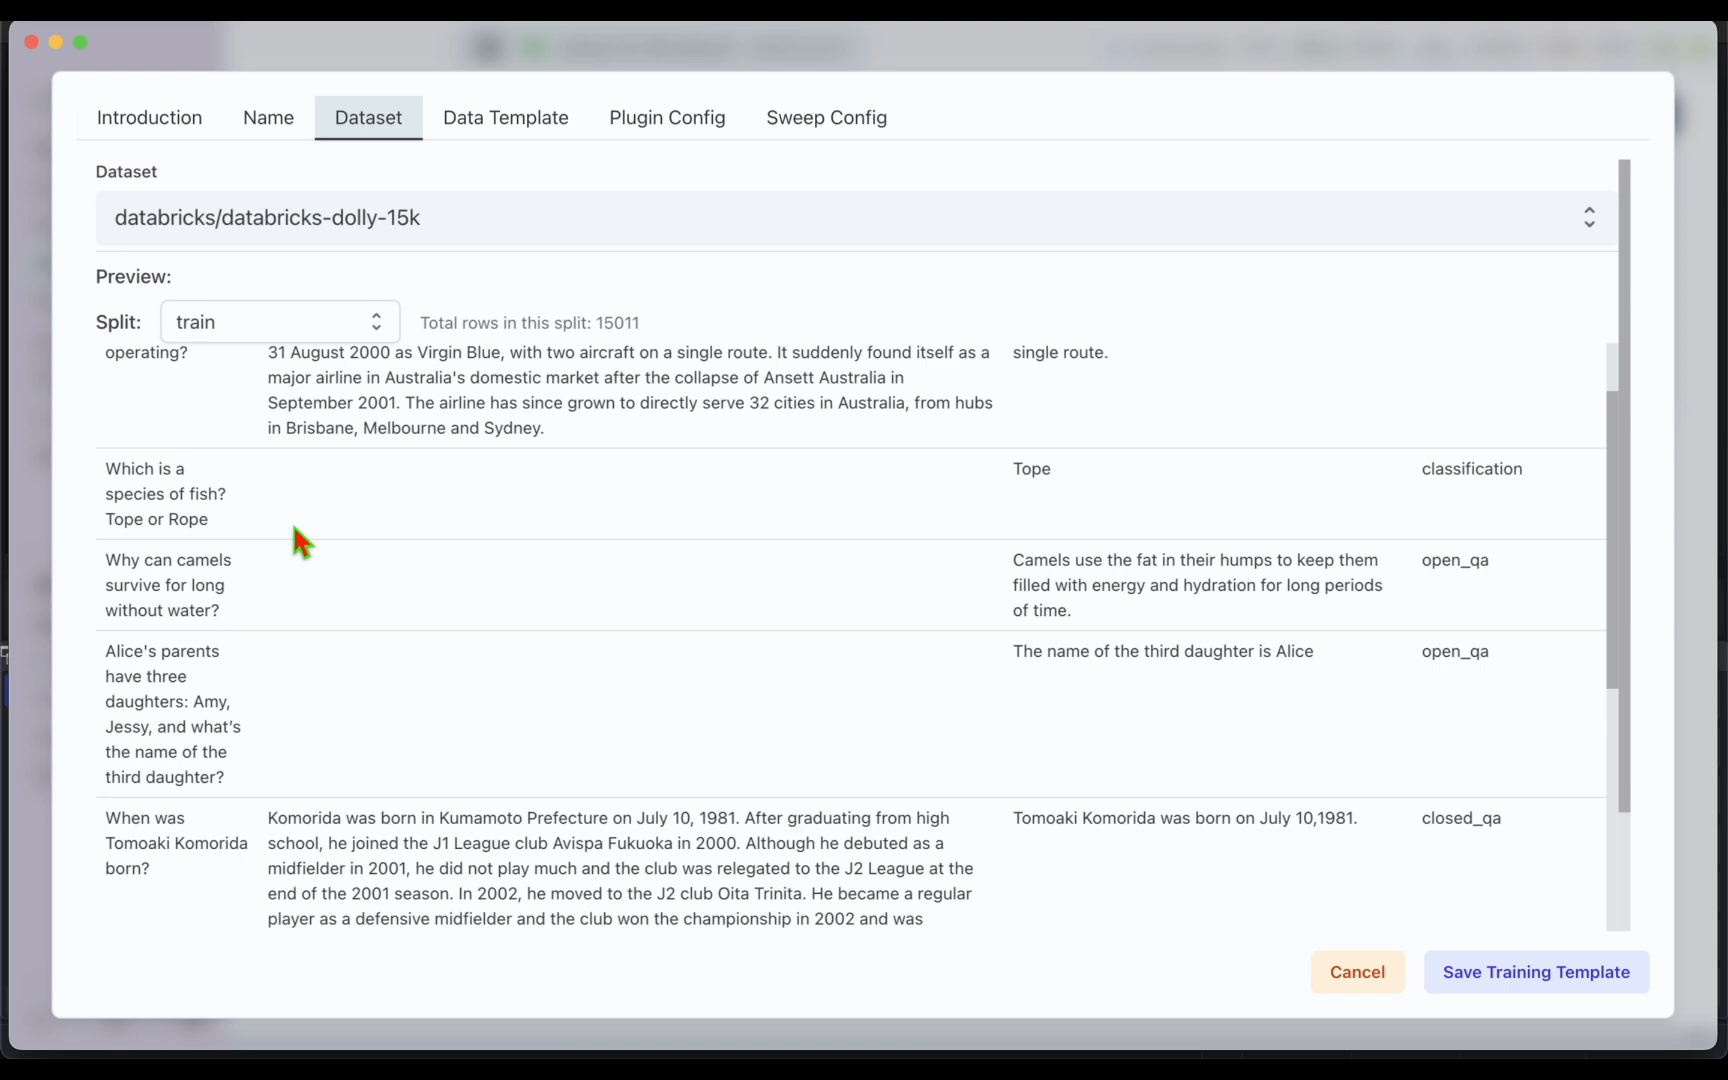 Introduction Name Dataset Data Template Plugin Config Sweep Config
Dataset
databricks/databricks-dolly-15k
Preview:
Split: train Total rows in this split: 15011
operating?
31 August 2000 as Virgin Blue, with two aircraft on a single route. It suddenly found itself as a
major airline in Australia's domestic market after the collapse of Ansett Australia in
September 2001. The airline has since grown to directly serve 32 cities in Australia, from hubs
in Brisbane, Melbourne and Sydney.
single route.
Which is a
species of fish?
Tope or Rope
Tope
classification
Why can camels
survive for long
without water?
Camels use the fat in their humps to keep them
filled with energy and hydration for long periods
of time.
open_qa
Alice's parents
have three
daughters: Amy,
Jessy, and what's
the name of the
third daughter?
The name of the third daughter is Alice
open_qa
When was
Tomoaki Komorida
born?
Komorida was born in Kumamoto Prefecture on July 10, 1981. After graduating from high
school, he joined the J1 League club Avispa Fukuoka in 2000. Although he debuted as a
midfielder in 2001, he did not play much and the club was relegated to the J2 League at the
end of the 2001 season. In 2002, he moved to the J2 club Oita Trinita. He became a regular
player as a defensive midfielder and the club won the championship in 2002 and was
Tomoaki Komorida was born on July 10,1981.
closed_qa
Cancel Save Training Template